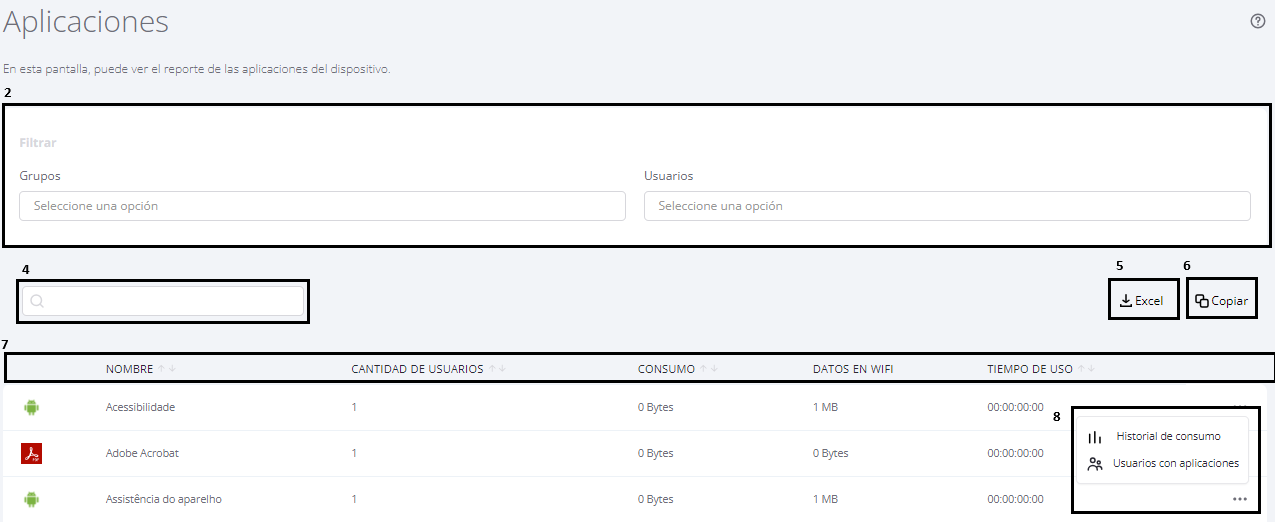 Aplicaciones
En esta pantalla, puede ver el reporte de las aplicaciones del dispositivo.
2
Filtrar
Grupos Usuarios
Seleccione una opción Seleccione una opción
4 5 6
Excel Copiar
7
NOMBRE CANTIDAD DE USUARIOS CONSUMO DATOS EN WIFI TIEMPO DE USO
Acessibilidade 1 0 Bytes 1 MB 00:00:00:00
8
Historial de consumo
Adobe Acrobat 1 0 Bytes 0 Bytes 00:00:00:00
Usuarios con aplicaciones
Assistência do aparelho 1 0 Bytes 1 MB 00:00:00:00